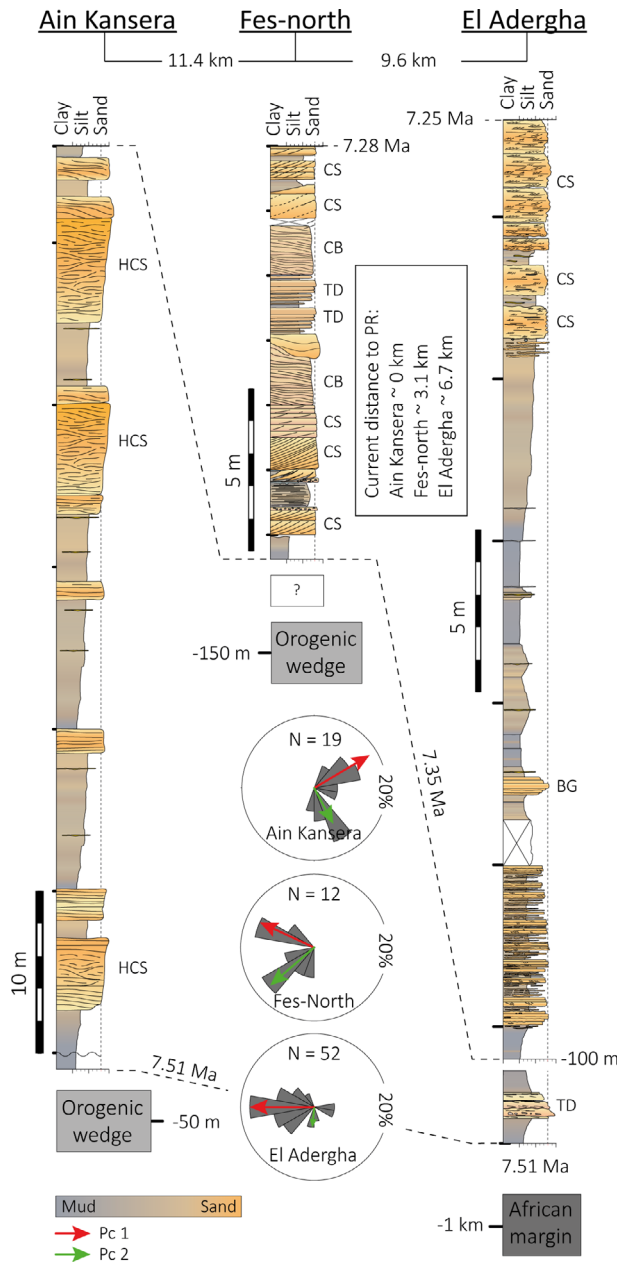 Ain Kansera
Fes-north
El Adergha
11.4 km
9.6 km
Clay
Silt
Sand
Clay
Silt
Sand
Clay
Silt
Sand
7.28 Ma
7.25 Ma
HCS
HCS
HCS
10 m
CS
CS
CB
TD
TD
CB
CS
CS
CS
5 m
?
-150 m
Orogenic
wedge
Current distance to PR:
Ain Kansera ~ 0 km
Fes-north ~ 3.1 km
El Adergha ~ 6.7 km
CS
CS
CS
5 m
BG
7.35 Ma
-100 m
TD
7.51 Ma
7.51 Ma
N = 19
20%
Ain Kansera
N = 12
20%
Fes-North
N = 52
20%
El Adergha
Orogenic
wedge
-50 m
African
margin
-1 km
Mud
Sand
Pc 1
Pc 2